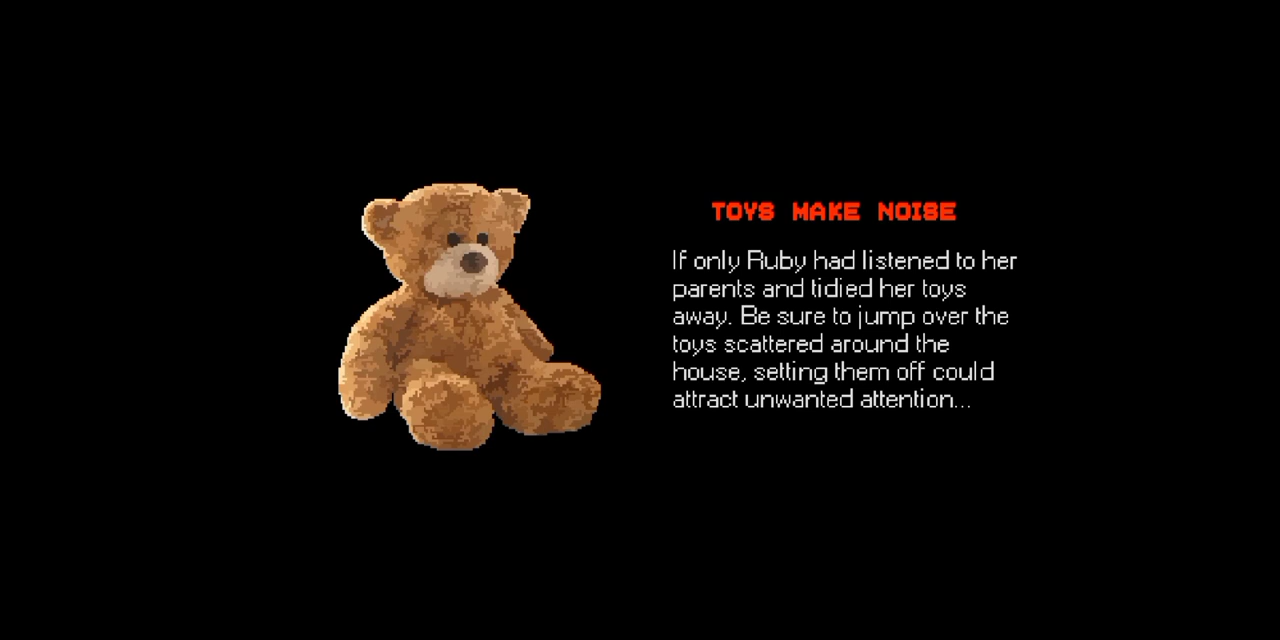 TOYS MAKE NOISE
If only Ruby had listened to her
parents and tidied her toys
away. Be sure to jump over the
toys scattered around the
house, setting them off could
attract unwanted attention...